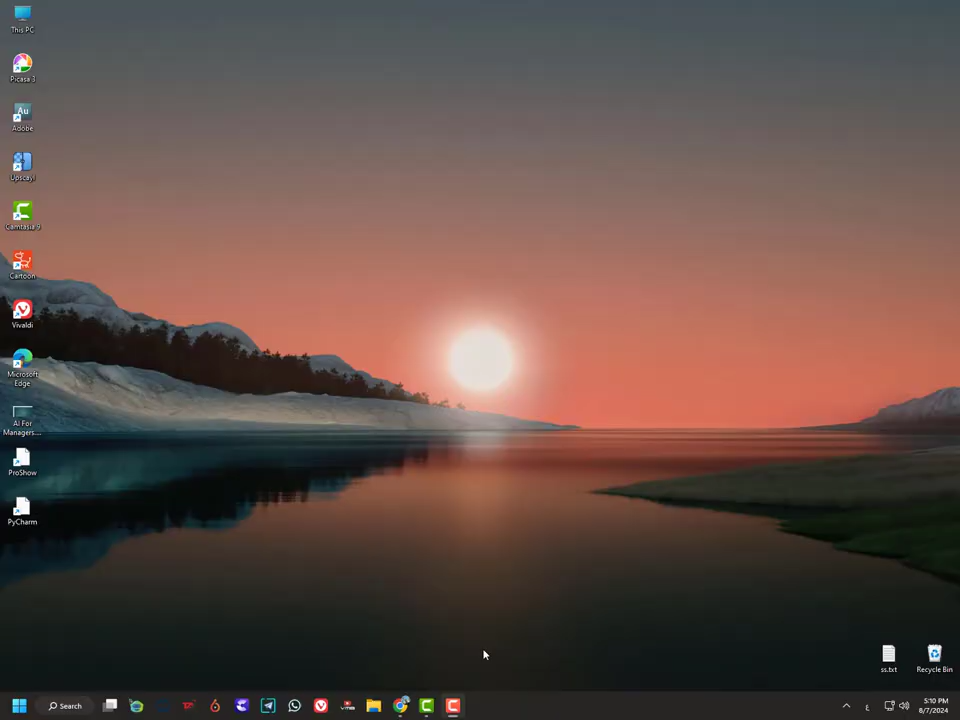 This PC
Picasa 3
Au
Adobe
Upscayl
Camtasia 9
Cartoon
Vivaldi
Microsoft
Edge
AI For
Managers....
ProShow
PyCharm
ss.txt
Recycle Bin
Search
ع
5:10 PM
8/7/2024